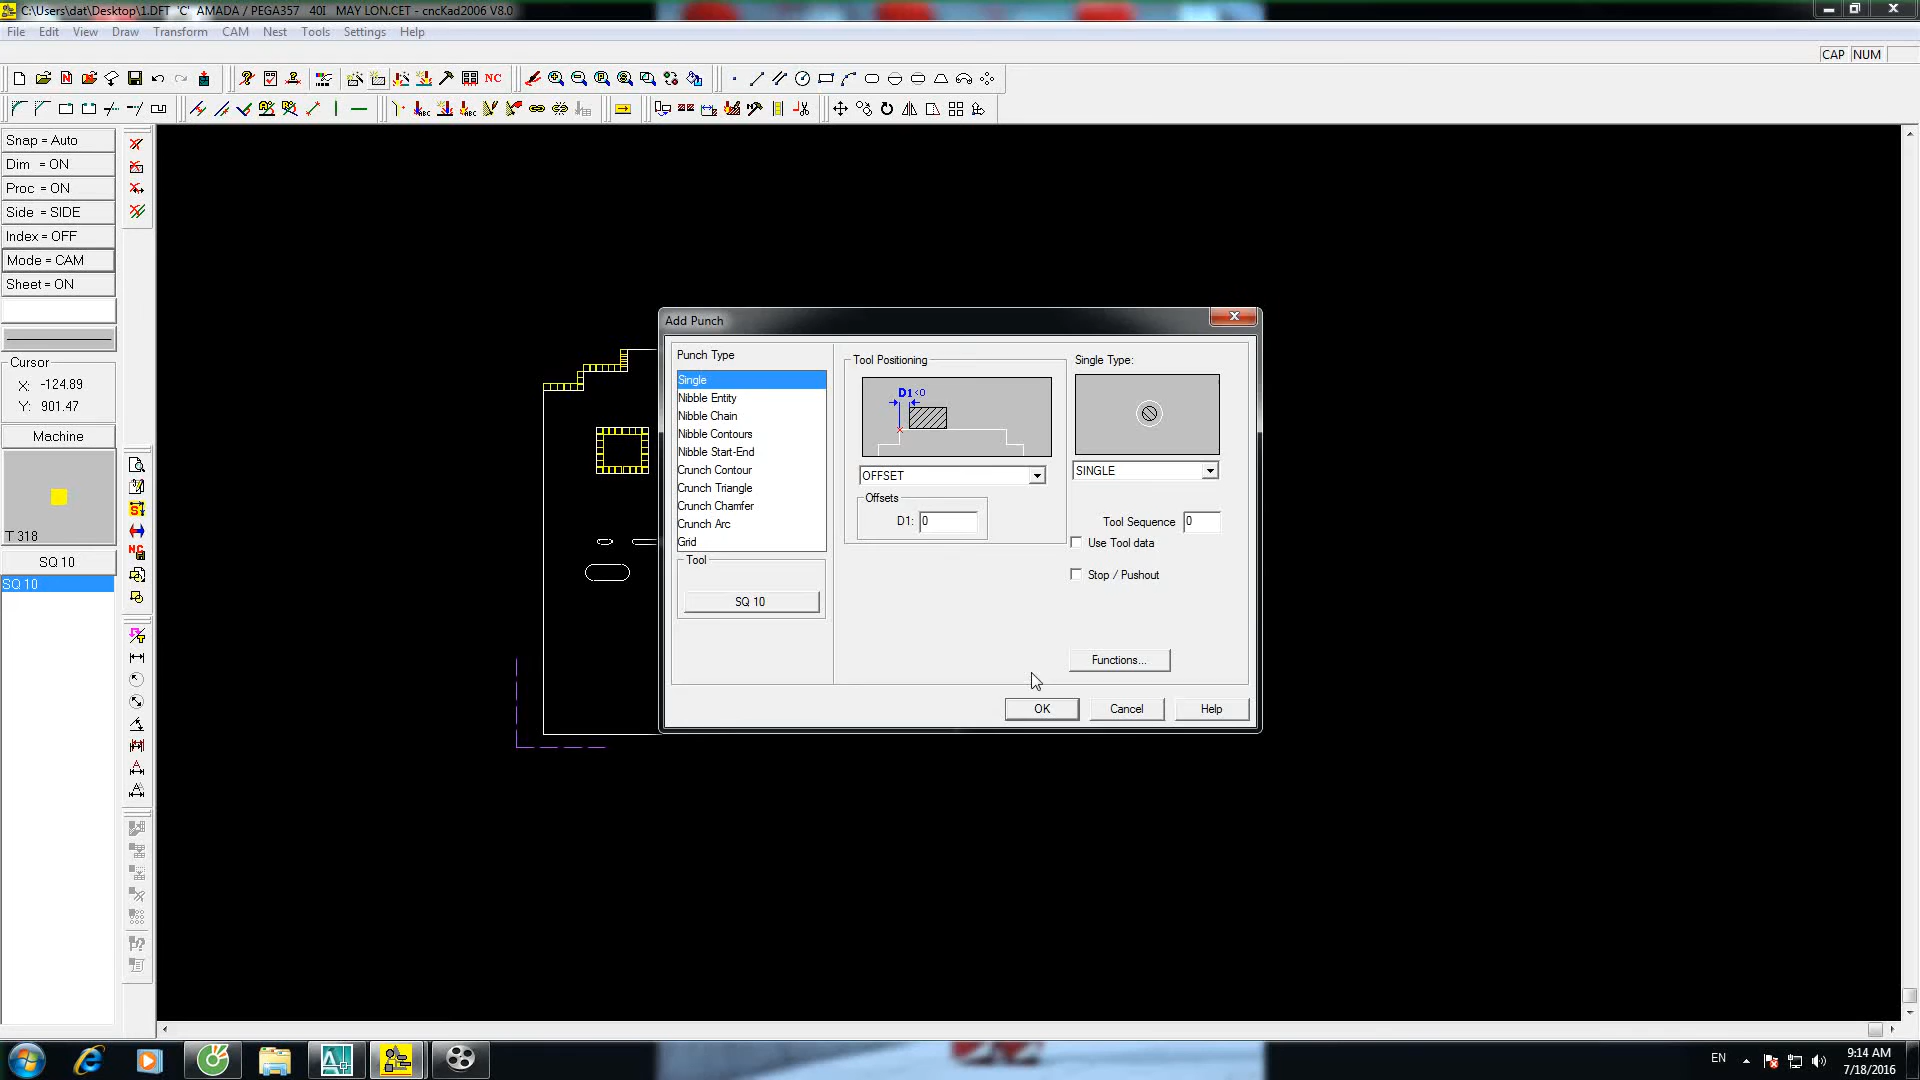 C:\Users\dat\Desktop\1.DFT 'C' AMADA / PEGA357 40I MAY LON.CET - cncKad2006 V8.0
File Edit View Draw Transform CAM Nest Tools Settings Help
CAP NUM
NC
ABC ABC
Snap = Auto
Dim = ON
Proc = ON
Side = SIDE
Index = OFF
Mode = CAM
Sheet = ON
Cursor
X: -124.89
Y: 901.47
Machine
T 318
SQ 10
SQ 10
Add Punch
Punch Type
Single
Nibble Entity
Nibble Chain
Nibble Contours
Nibble Start-End
Crunch Contour
Crunch Triangle
Crunch Chamfer
Crunch Arc
Grid
Tool
SQ 10
Tool Positioning
D1<0
OFFSET
Offsets
D1: 0
Single Type:
SINGLE
Tool Sequence 0
Use Tool data
Stop / Pushout
Functions...
OK Cancel Help
EN
9:14 AM
7/18/2016